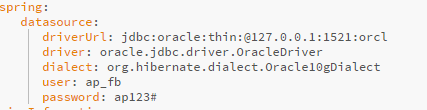 spring:
datasource:
driverUrl: jdbc:oracle:thin:@127.0.0.1:1521:orcl
driver: oracle.jdbc.driver.OracleDriver
dialect: org.hibernate.dialect.Oracle10gDialect
user: ap_fb
password: ap123#